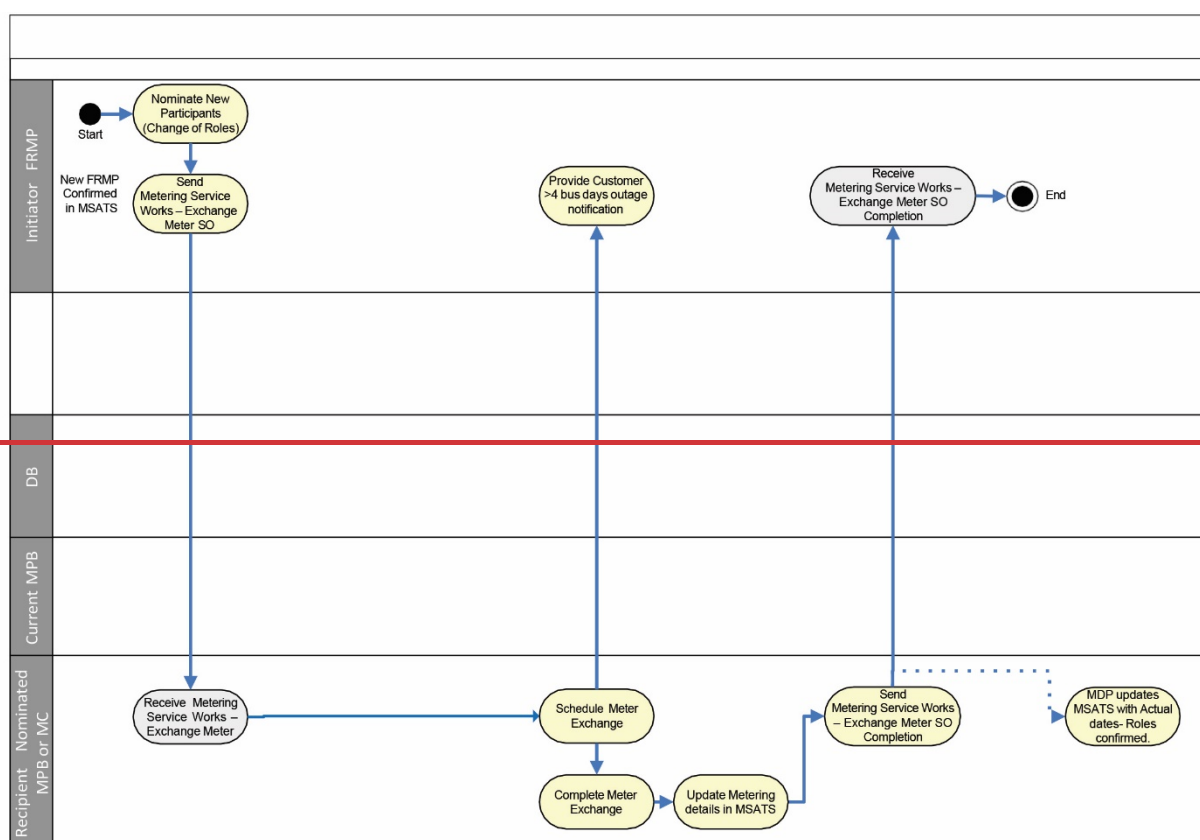 Initiator FRMP
Start
Nominate New
Participants
(Change of Roles)
New FRMP
Confirmed
in MSATS
Send
Metering Service
Works – Exchange
Meter SO
Provide Customer
>4 bus days outage
notification
Receive
Metering Service Works –
Exchange Meter SO
Completion
End
DB
Current MPB
Recipient Nominated
MPB or MC
Receive Metering
Service Works –
Exchange Meter
Schedule Meter
Exchange
Complete Meter
Exchange
Update Metering
details in MSATS
Send
Metering Service Works
– Exchange Meter SO
Completion
MDP updates
MSATS with Actual
dates- Roles
confirmed.